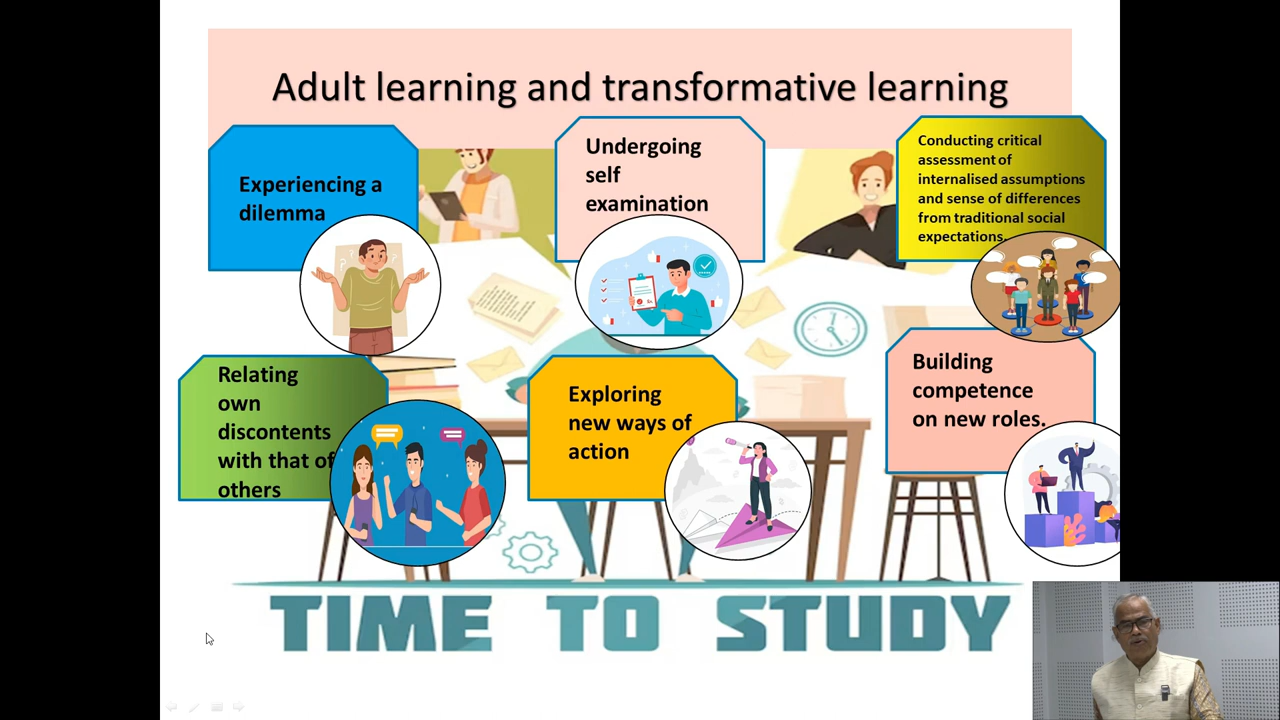 Adult learning and transformative learning
Experiencing a
dilemma
Undergoing
self
examination
Conducting critical
assessment of
internalised assumptions
and sense of differences
from traditional social
expectations.
Relating
own
discontents
with that of
others
Exploring
new ways of
action
Building
competence
on new roles.
TIME TO STUDY